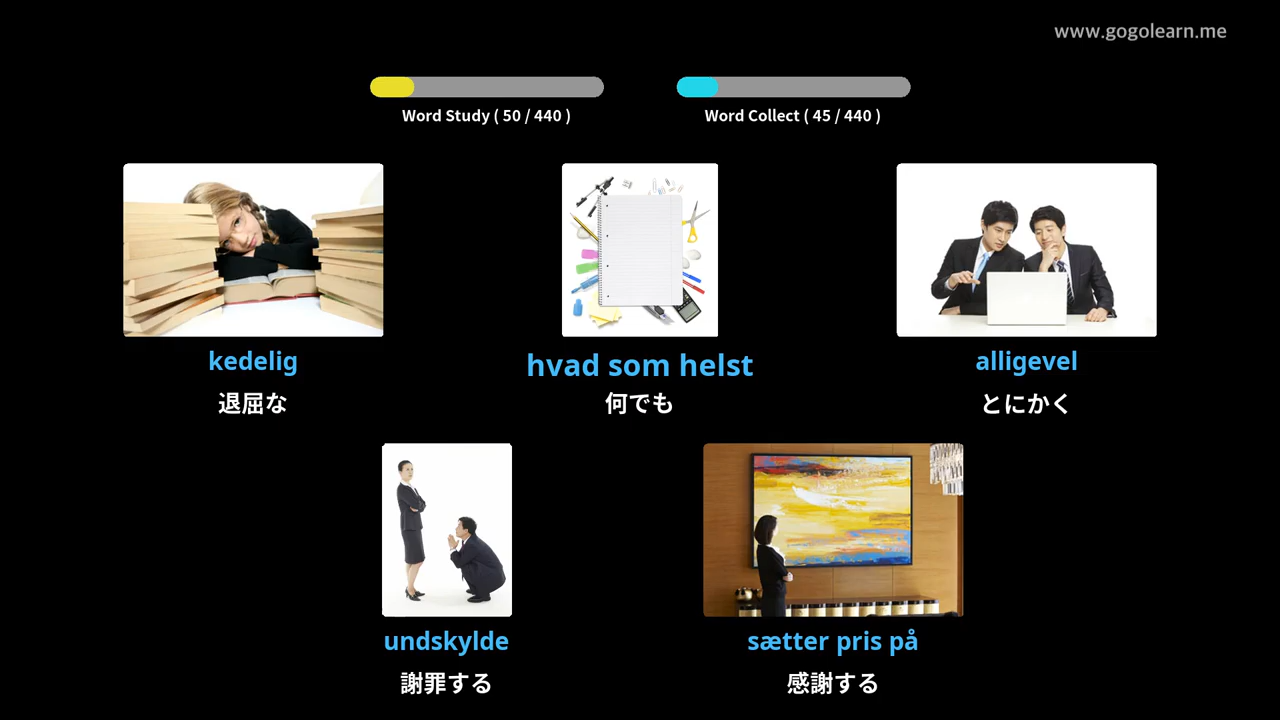 www.gogolearn.me
Word Study ( 50 / 440 )
Word Collect ( 45 / 440 )
kedelig
退屈な
hvad som helst
何でも
alligevel
とにかく
undskylde
謝罪する
sætter pris på
感謝する